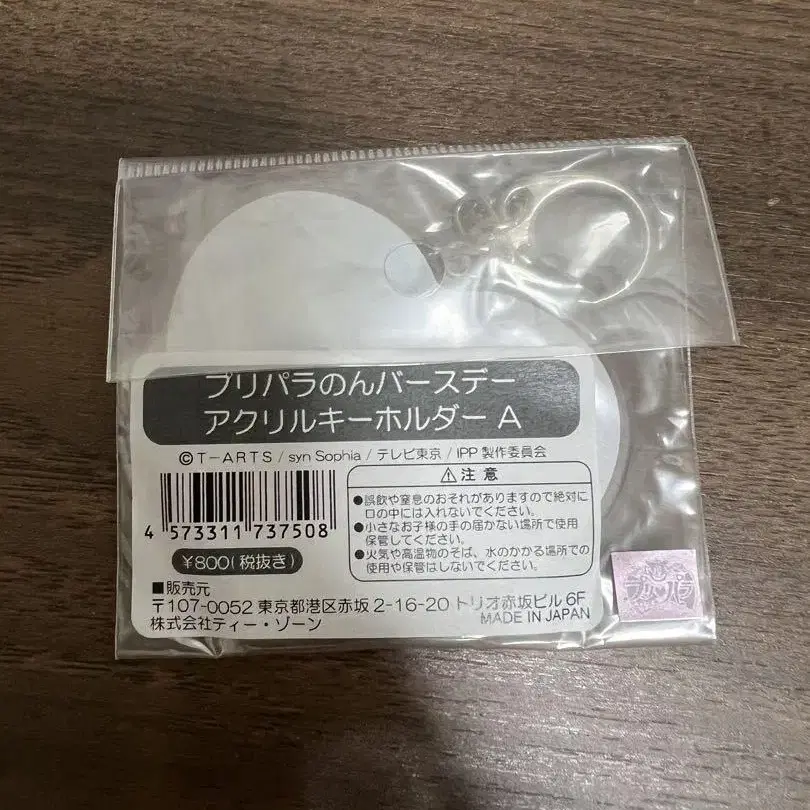 プリパラのんバースデー
アクリルキーホルダー A
©T-ARTS / syn Sophia / テレビ東京 / IPP 製作委員会
4 573311 737508
¥800(税抜き)
⚠注意
●誤飲や窒息のおそれがありますので絶対に
口の中には入れないでください。
●小さなお子様の手の届かない場所で使用
保管してください。
●火気や高温物のそば、水のかかる場所での
使用や保管はしないでください。
■販売元
〒107-0052 東京都港区赤坂 2-16-20 トリオ赤坂ビル 6F
株式会社ティー・ゾーン
MADE IN JAPAN
プリパラ